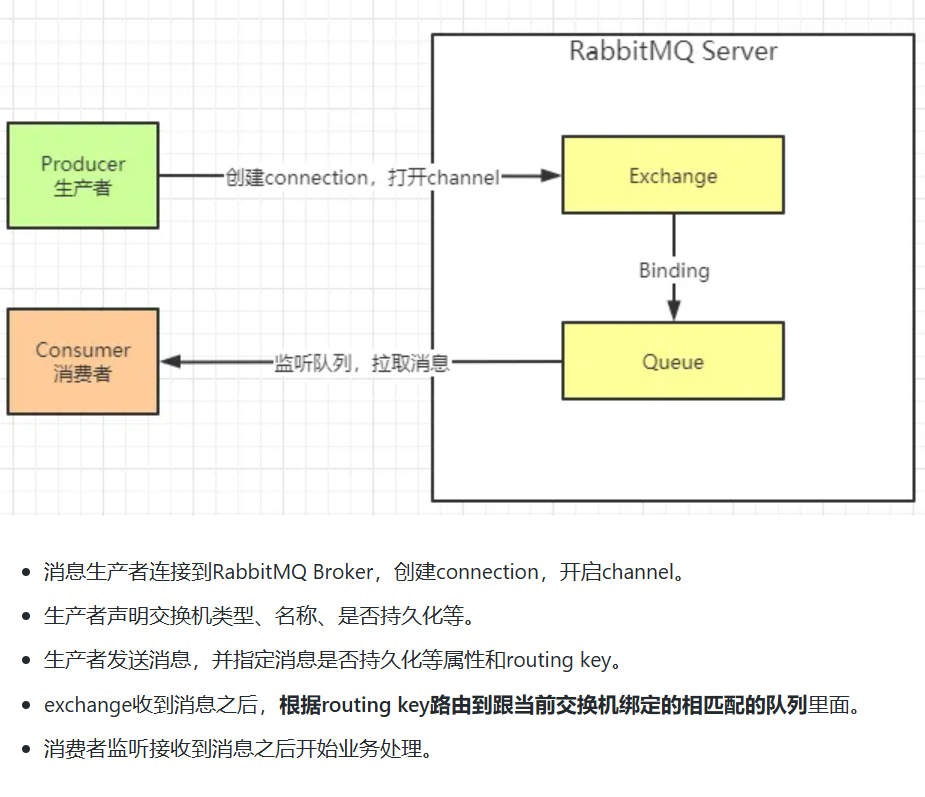 RabbitMQ Server
Producer
生产者
创建connection，打开channel
Exchange
Binding
Consumer
消费者
监听队列，拉取消息
Queue
消息生产者连接到RabbitMQ Broker，创建connection，开启channel。
生产者声明交换机类型、名称、是否持久化等。
生产者发送消息，并指定消息是否持久化等属性和routing key。
exchange收到消息之后，根据routing key路由到跟当前交换机绑定的相匹配的队列里面。
消费者监听接收到消息之后开始业务处理。